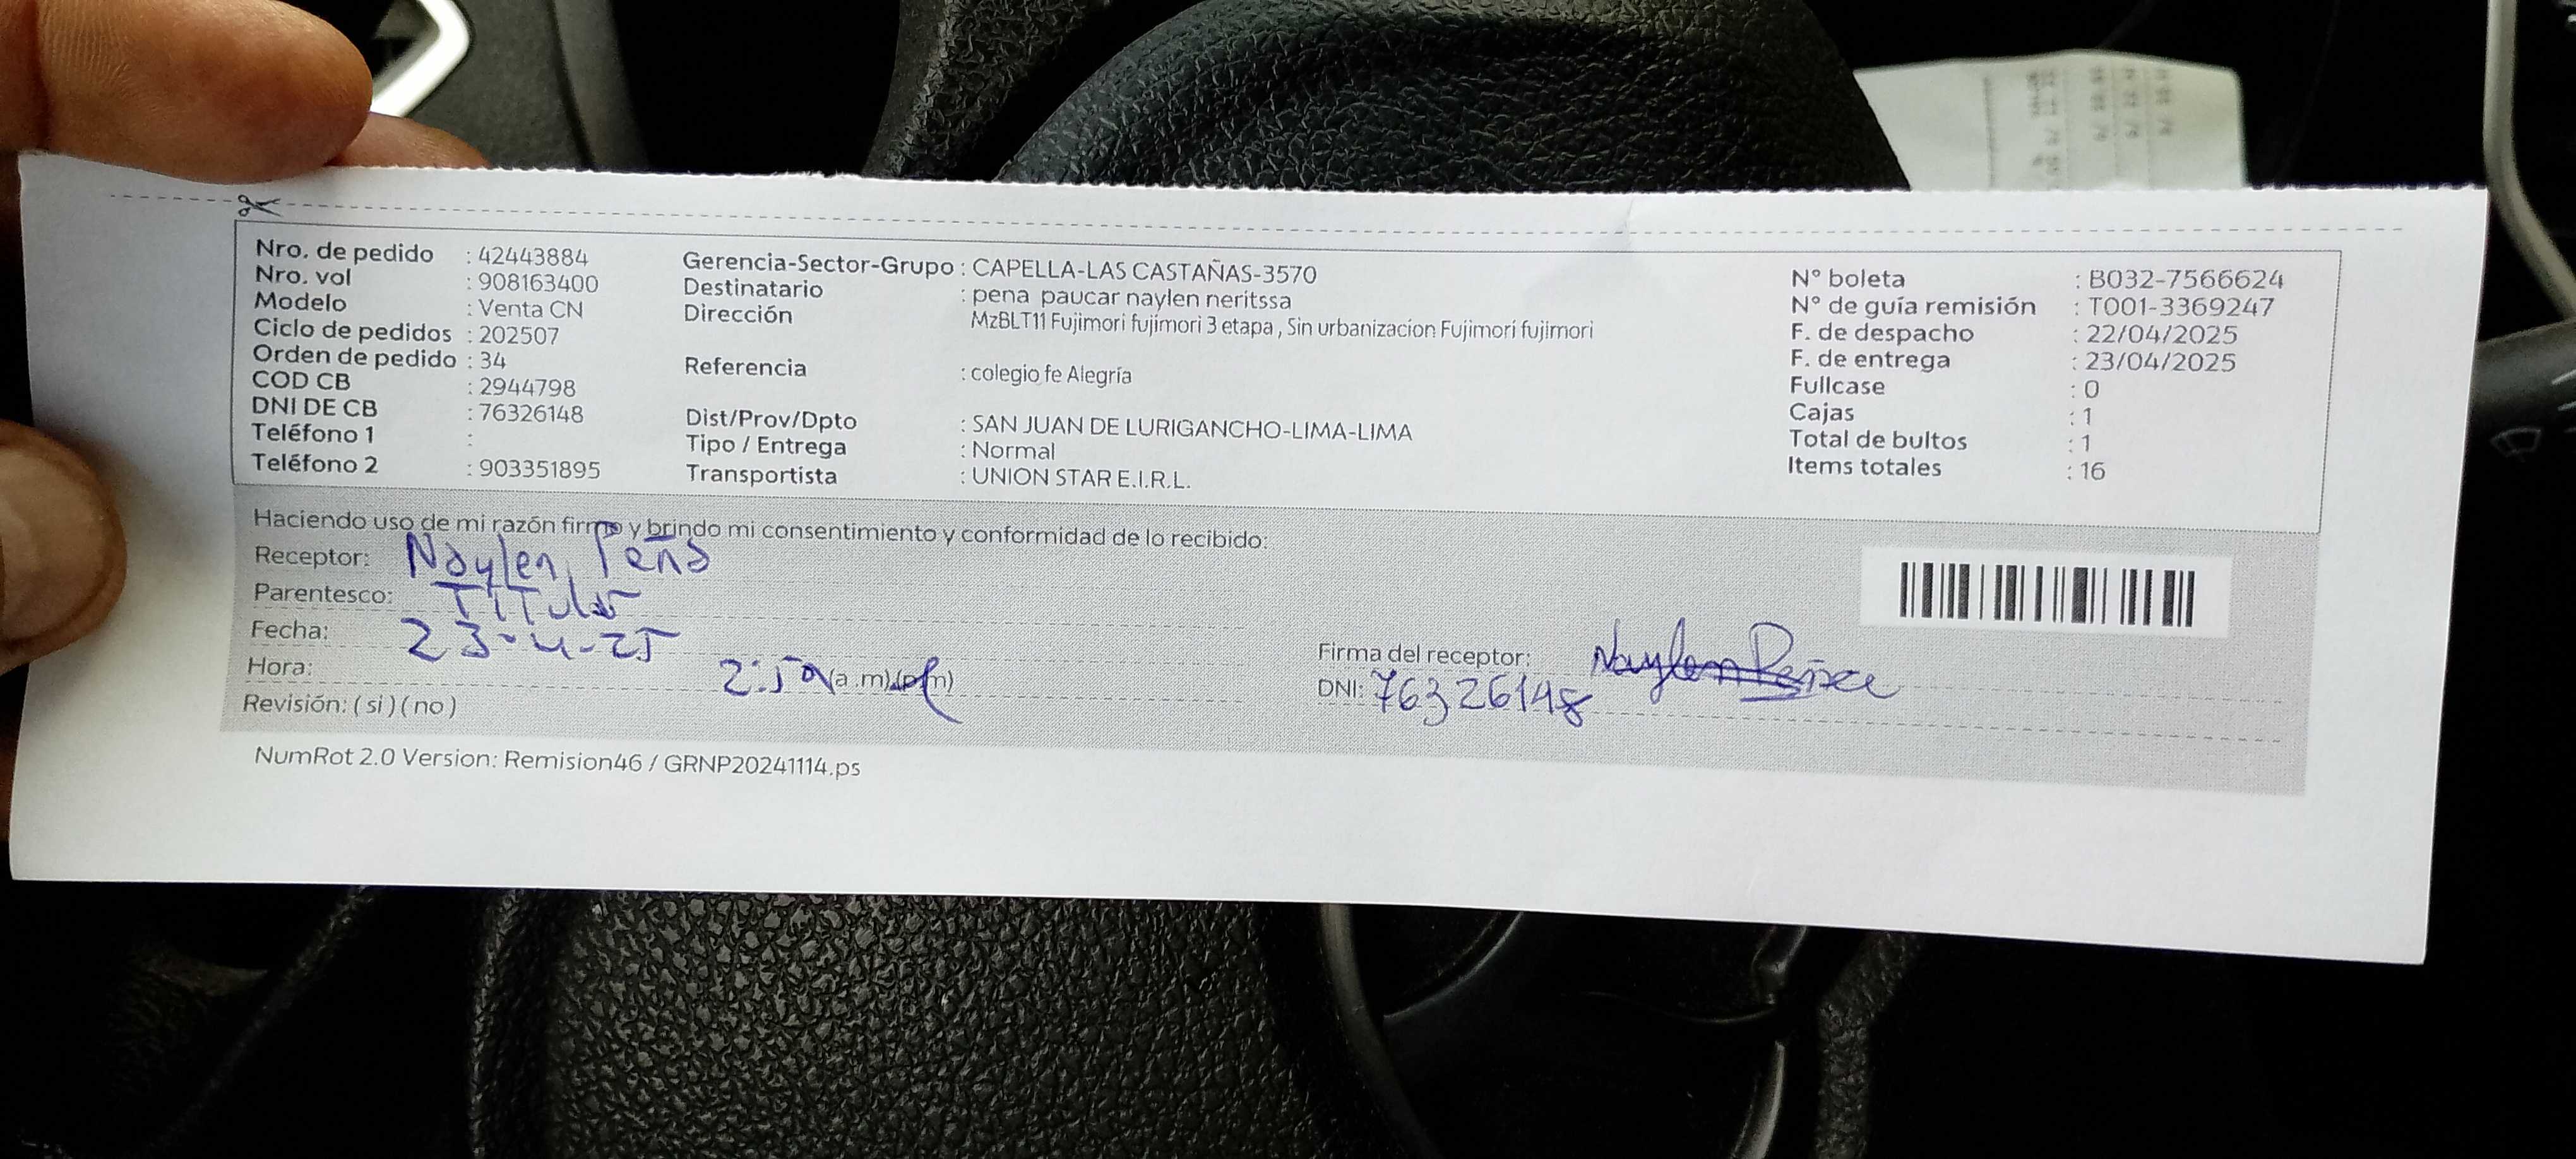 Nro. de pedido : 42443884
Nro. vol : 908163400
Modelo : Venta CN
Ciclo de pedidos : 202507
Orden de pedido : 34
COD CB : 2944798
DNI DE CB : 76326148
Teléfono 1 :
Teléfono 2 : 903351895
Gerencia-Sector-Grupo : CAPELLA-LAS CASTAÑAS-3570
Destinatario : pena paucar naylen neritssa
Dirección MzBLT11 Fujimori fujimori 3 etapa , Sin urbanizacion Fujimori fujimori
Referencia : colegio fe Alegría
Dist/Prov/Dpto : SAN JUAN DE LURIGANCHO-LIMA-LIMA
Tipo / Entrega : Normal
Transportista : UNION STAR E.I.R.L.
N° boleta : B032-7566624
N° de guía remisión : T001-3369247
F. de despacho : 22/04/2025
F. de entrega : 23/04/2025
Fullcase : 0
Cajas : 1
Total de bultos : 1
Items totales : 16
Haciendo uso de mi razón firmo y brindo mi consentimiento y conformidad de lo recibido:
Receptor: Naylen Peña
Parentesco: Titular
Fecha: 23-4-25
Hora: 2:50 (a .m) (p.m)
Revisión: ( si ) ( no )
Firma del receptor: Naylen Peña
DNI: 76326148
NumRot 2.0 Version: Remision46 / GRNP20241114.ps